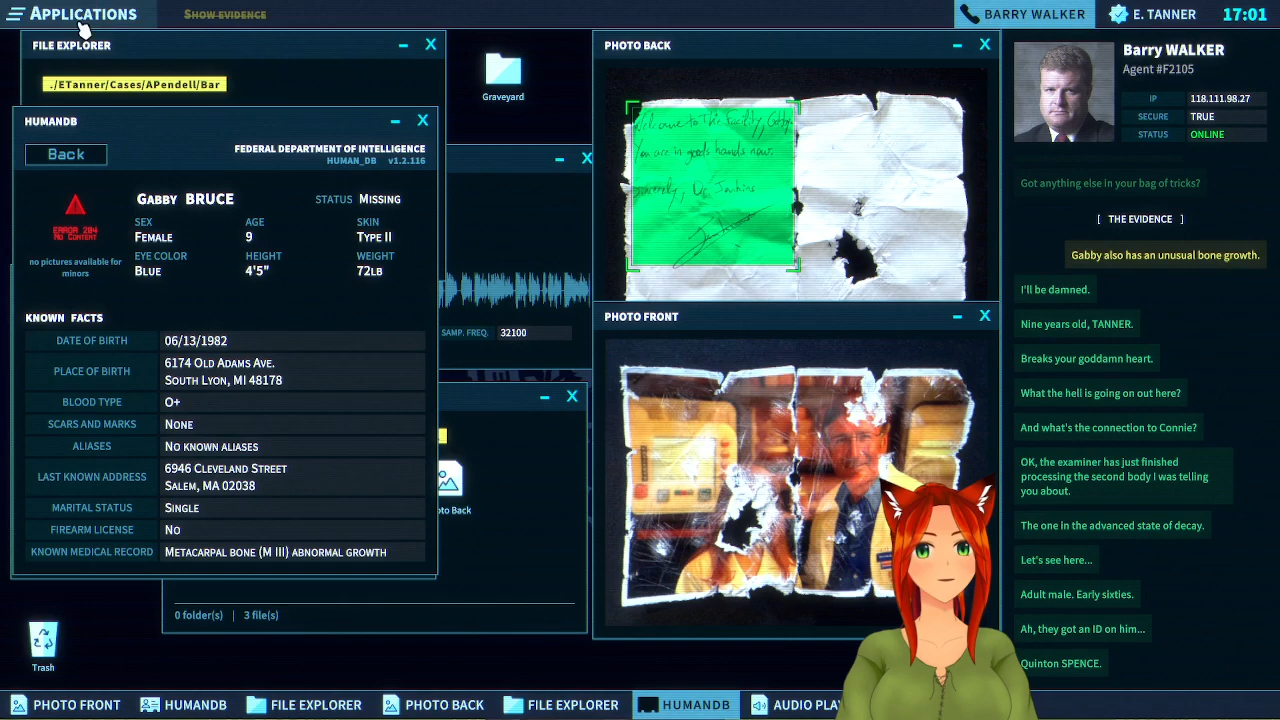 APPLICATIONS
SHOW EVIDENCE
BARRY WALKER
E. TANNER
17:01
FILE EXPLORER
./ETanner/Cases/APendell/Bar
HUMANDB
Back
FEDERAL DEPARTMENT OF INTELLIGENCE
HUMAN_DB v1.2.116
ERROR 204
NO CONTENT
no pictures available for
minors
BRUCE
STATUS MISSING
SEX
FEMALE
AGE
9
SKIN
TYPE II
EYE COLOR
BLUE
HEIGHT
4'5"
WEIGHT
72LB
KNOWN FACTS
DATE OF BIRTH 06/13/1982
PLACE OF BIRTH 6174 OLD ADAMS AVE.
SOUTH LYON, MI 48178
BLOOD TYPE O+
SCARS AND MARKS NONE
ALIASES NO KNOWN ALIASES
LAST KNOWN ADDRESS 6946 CLEVELAND STREET
SALEM, MA 02038
MARITAL STATUS SINGLE
FIREARM LICENSE NO
KNOWN MEDICAL RECORD METACARPAL BONE (M III) ABNORMAL GROWTH
Graveyard
SAMP. FREQ. 32100
oto Back
0 folder(s) | 3 file(s)
Trash
PHOTO BACK
Welcome to The Facility, Gabby.
You are in goods hands now.
Sincerely, Dr. Jenkins
PHOTO FRONT
Barry WALKER
Agent #F2105
IP 118.111.98.27
SECURE TRUE
STATUS ONLINE
Got anything else in your bag of tricks?
[ THE EVIDENCE ]
Gabby also has an unusual bone growth.
I'll be damned.
Nine years old, TANNER.
Breaks your goddamn heart.
What the hell is going on out here?
And what's the connection to Connie?
OK, the examiner has just finished
processing the second body I was telling
you about.
The one in the advanced state of decay.
Let's see here...
Adult male. Early sixties.
Ah, they got an ID on him...
Quinton SPENCE.
PHOTO FRONT
HUMANDB
FILE EXPLORER
PHOTO BACK
FILE EXPLORER
HUMANDB
AUDIO PLA